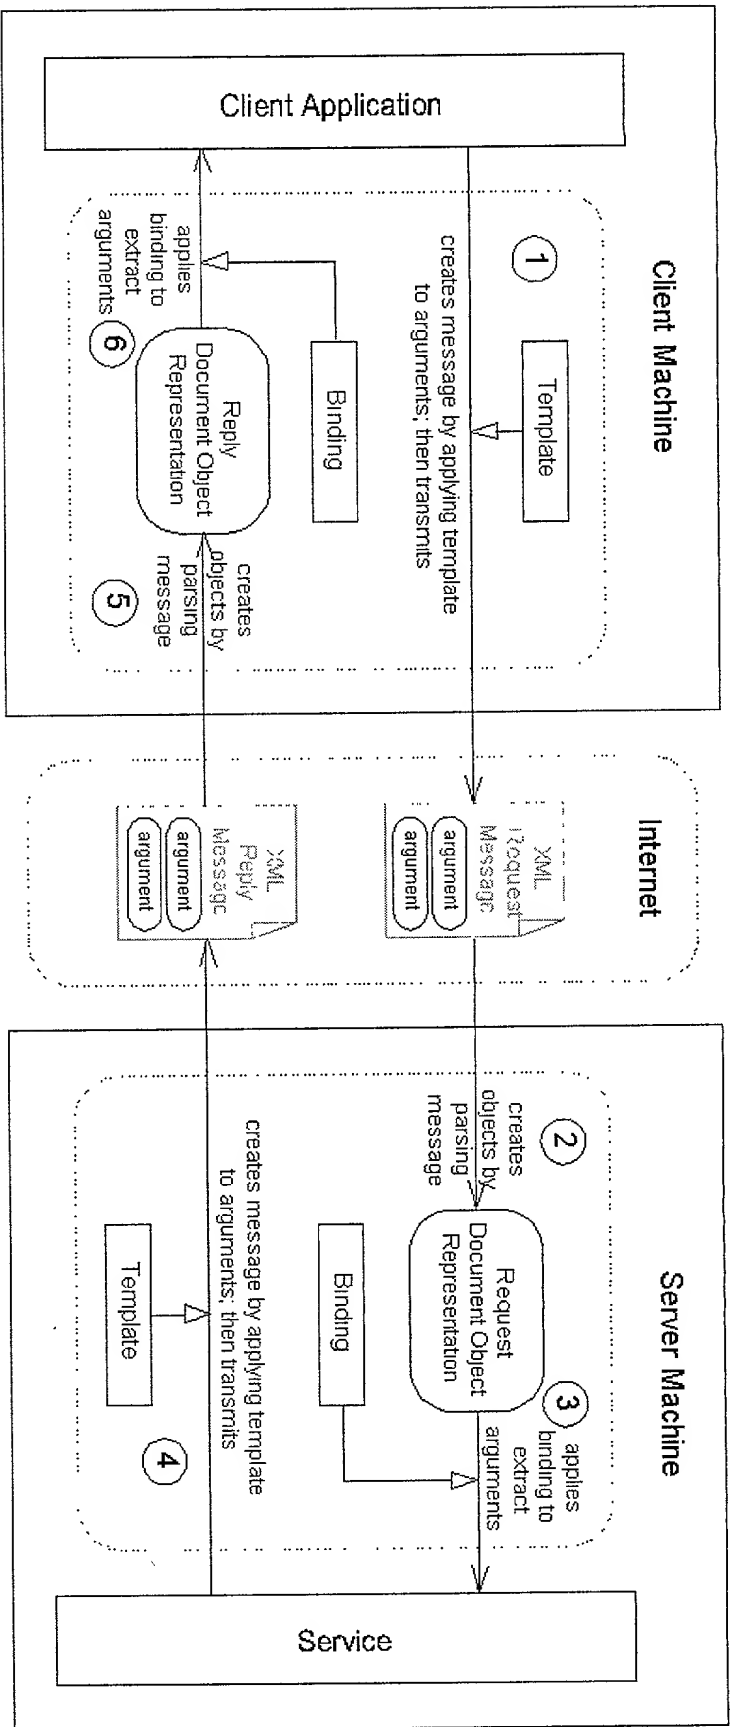 Client Machine
Client Application
1
creates message by applying template
to arguments; then transmits
Template
Binding
applies
binding to
extract
arguments
6
Reply
Document Object
Representation
creates
objects by
parsing
message
5
Internet
XML
Request
Message
argument
argument
XML
Reply
Message
argument
argument
Server Machine
2
creates
objects by
parsing
message
Request
Document Object
Representation
3
applies
binding to
extract
arguments
Binding
creates message by applying template
to arguments; then transmits
Template
4
Service